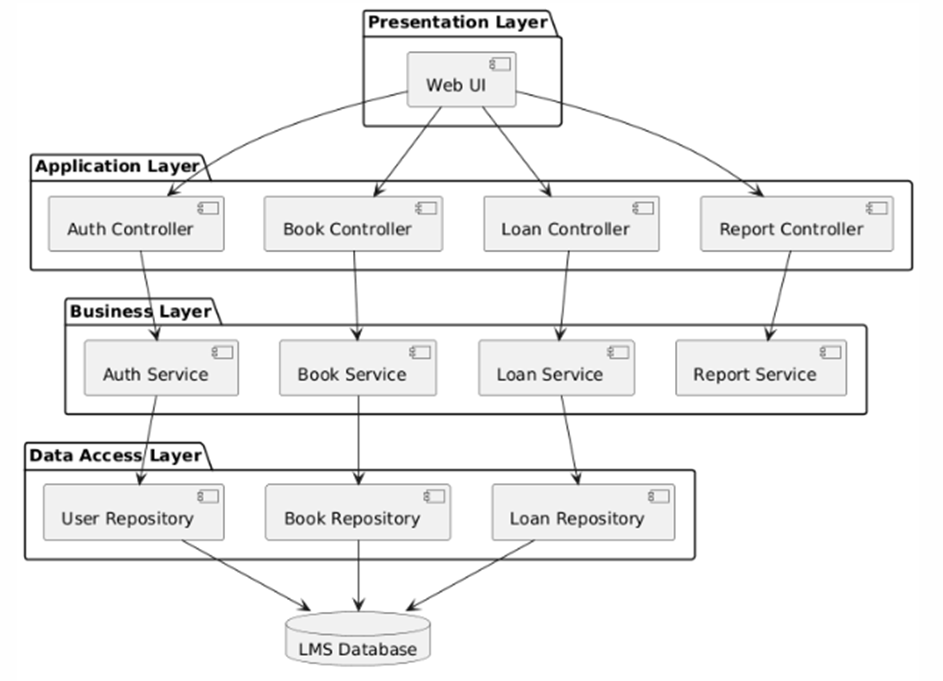 Presentation Layer
Web UI
Application Layer
Auth Controller
Book Controller
Loan Controller
Report Controller
Business Layer
Auth Service
Book Service
Loan Service
Report Service
Data Access Layer
User Repository
Book Repository
Loan Repository
LMS Database